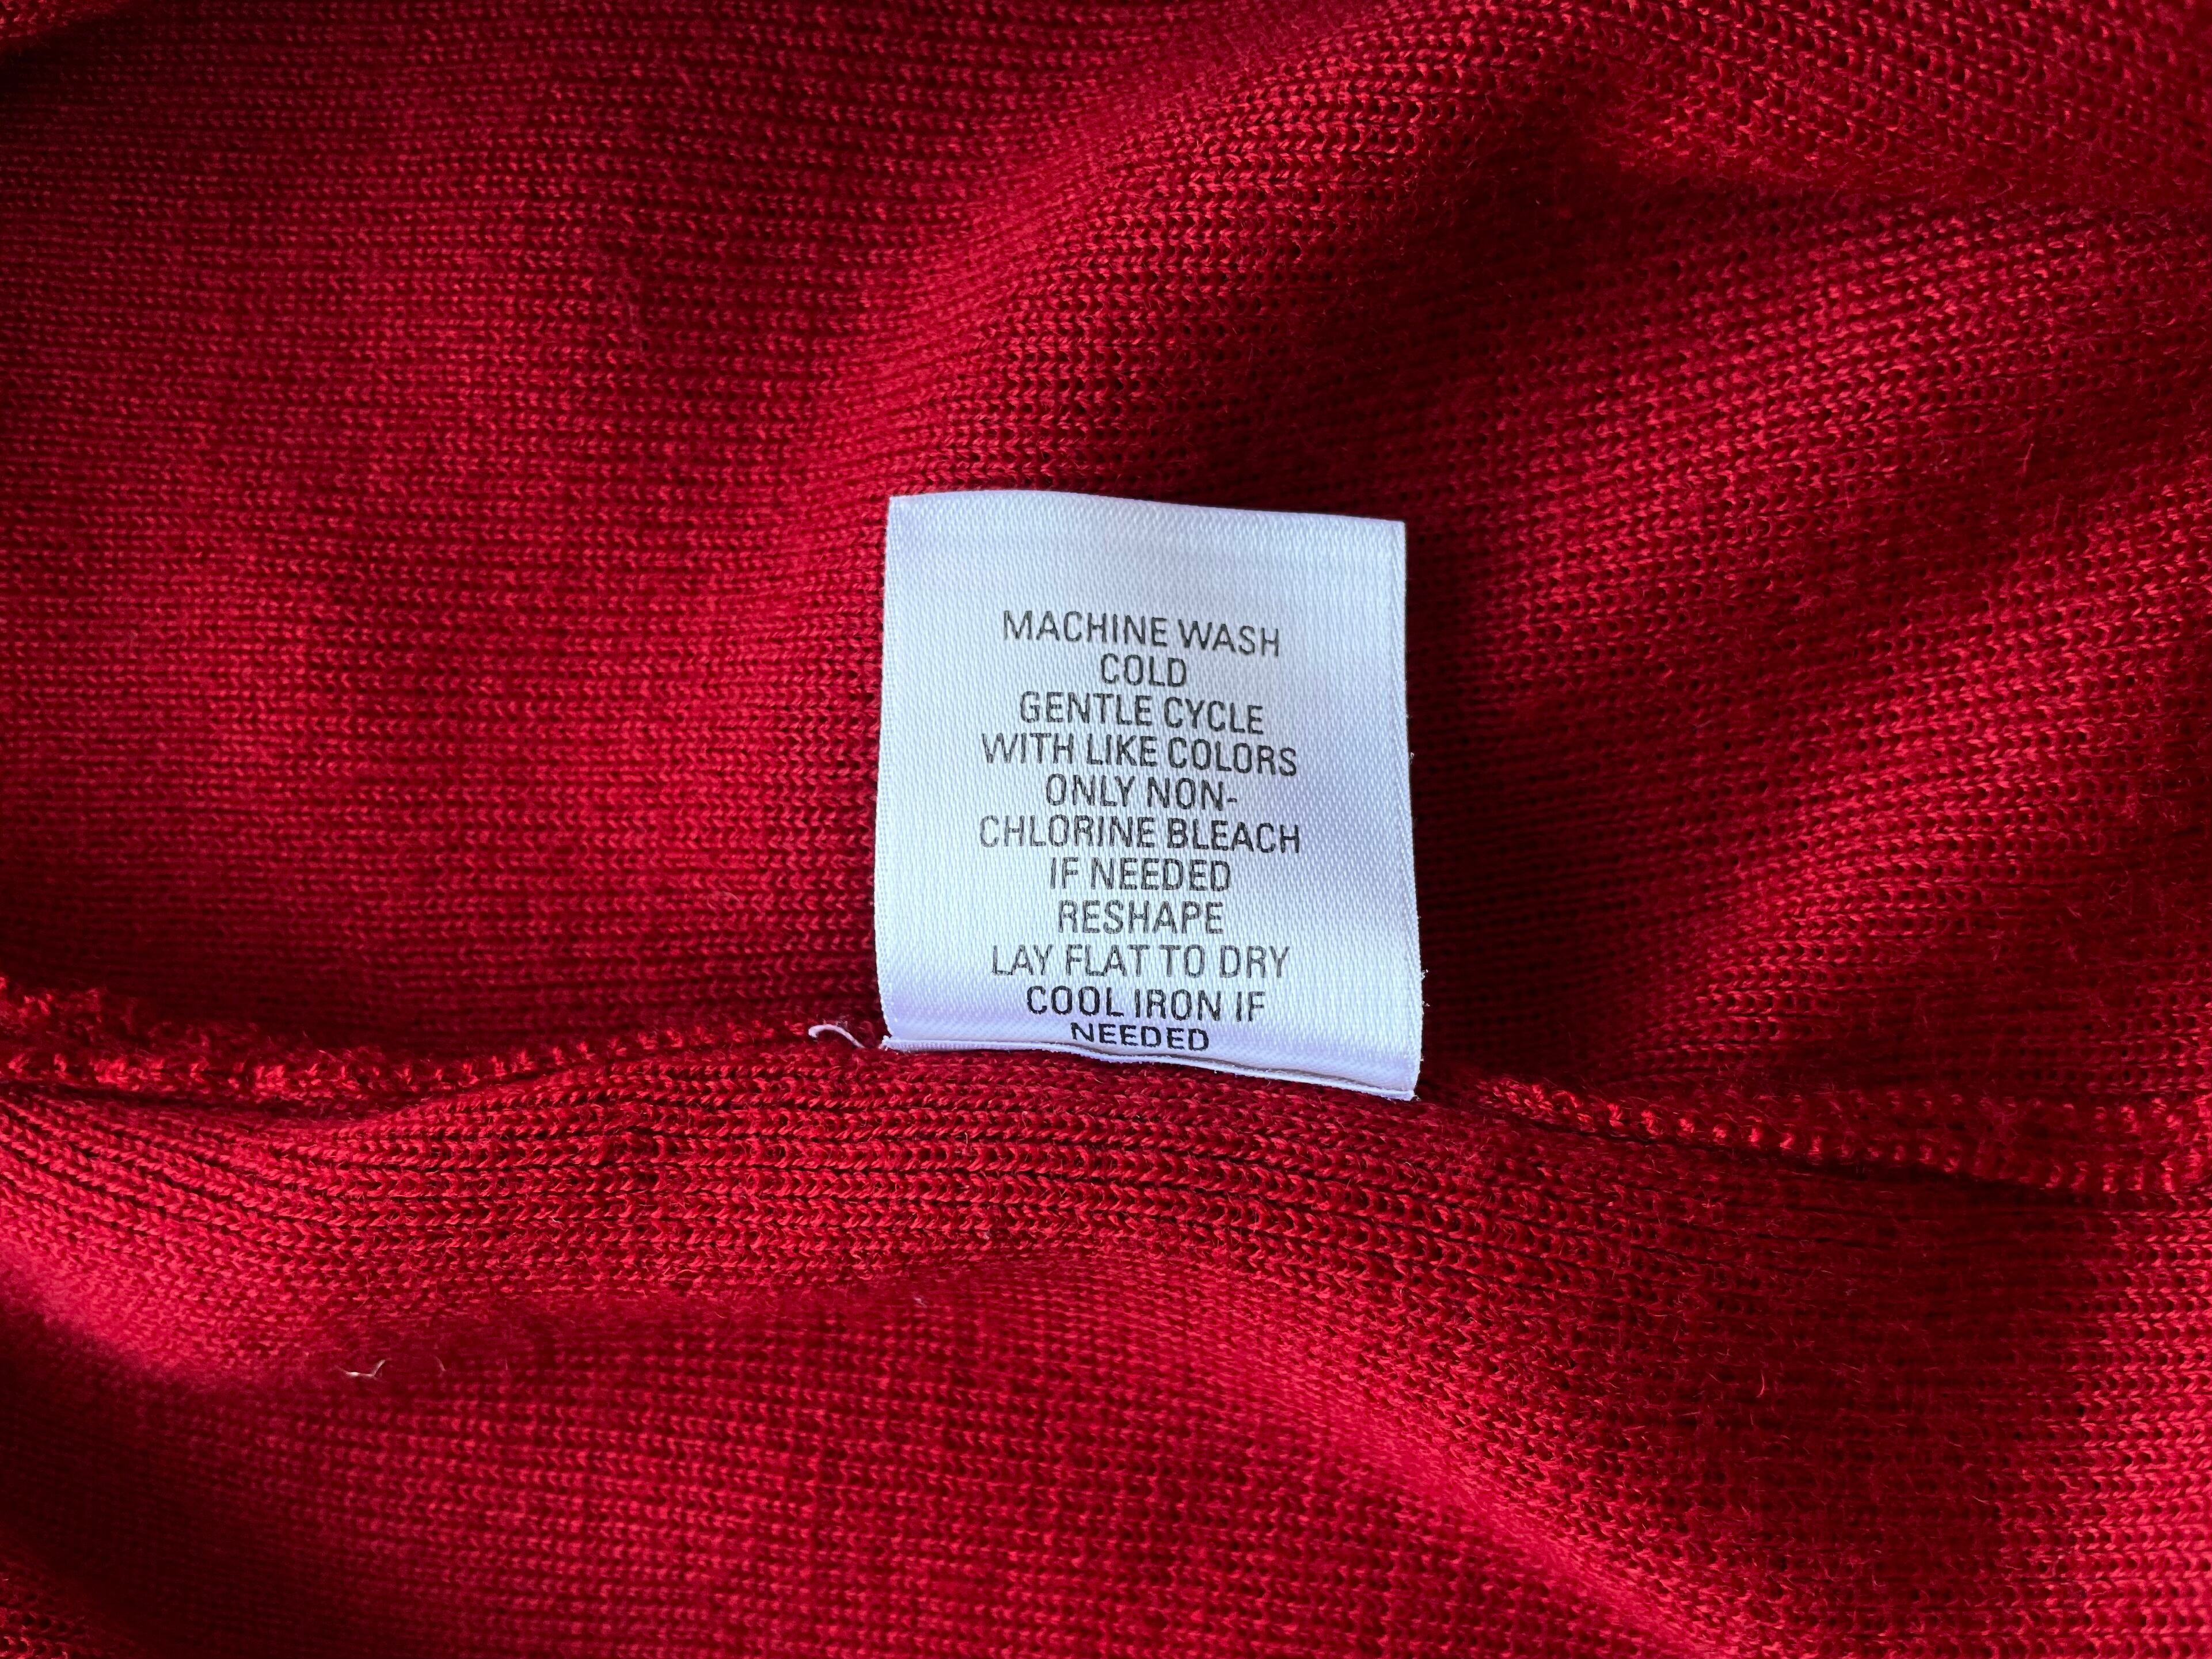 MACHINE WASH
COLD
GENTLE CYCLE
WITH LIKE COLORS
ONLY NON-
CHLORINE BLEACH
IF NEEDED
RESHAPE
LAY FLAT TO DRY
COOL IRON IF
NEEDED